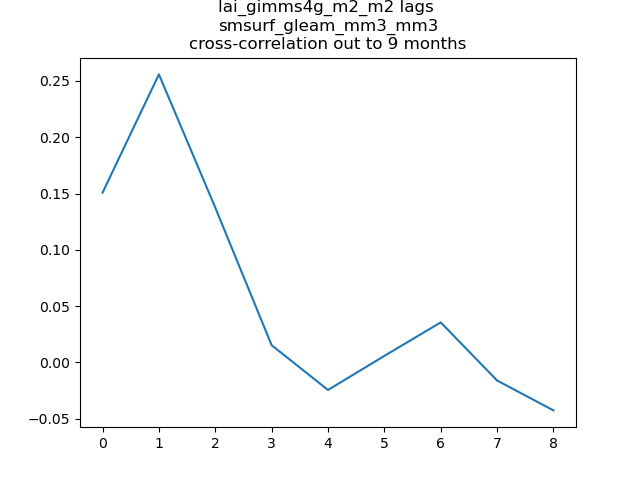 lai_gimms4g_m2_m2 lags
smsurf_gleam_mm3_mm3
cross-correlation out to 9 months
0.25
0.20
0.15
0.10
0.05
0.00
−0.05
0 1 2 3 4 5 6 7 8